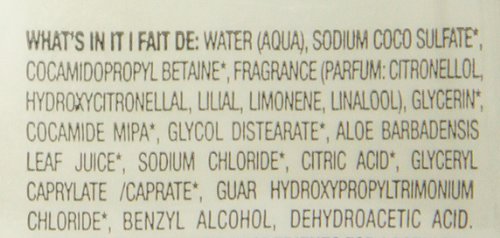 WHAT'S IN IT I FAIT DE: WATER (AQUA), SODIUM COCO SULFATE*,
COCAMIDOPROPYL BETAINE*, FRAGRANCE (PARFUM: CITRONELLOL,
HYDROXYCITRONELLAL, LILIAL, LIMONENE, LINALOOL), GLYCERIN*,
COCAMIDE MIPA*, GLYCOL DISTEARATE*, ALOE BARBADENSIS
LEAF JUICE*, SODIUM CHLORIDE*, CITRIC ACID*, GLYCERYL
CAPRYLATE /CAPRATE*, GUAR HYDROXYPROPYLTRIMONIUM
CHLORIDE*, BENZYL ALCOHOL, DEHYDROACETIC ACID.